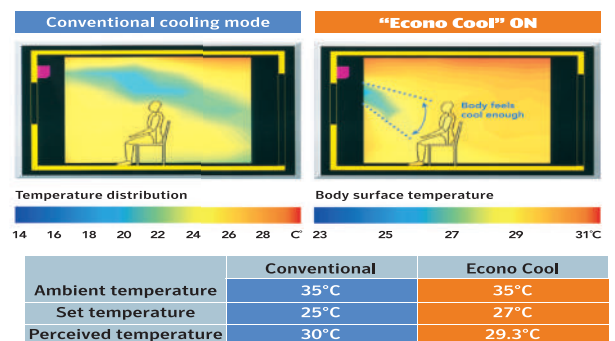 Conventional cooling mode
“Econo Cool” ON
Body feels
cool enough
Temperature distribution
14 16 18 20 22 24 26 28 C°
Body surface temperature
23 25 27 29 31℃
Conventional Econo Cool
Ambient temperature 35°C 35°C
Set temperature 25°C 27°C
Perceived temperature 30°C 29.3°C